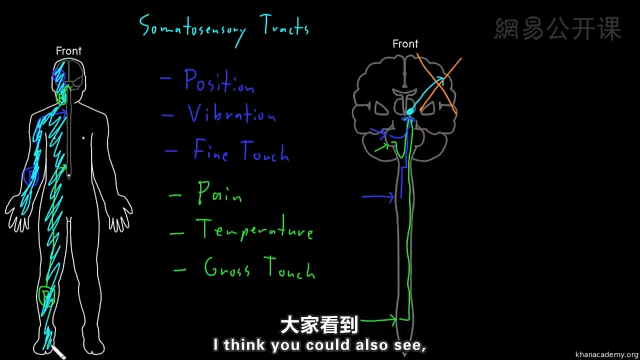 Somatosensory Tracts
網易公开课
Front
Front
- Position
- Vibration
- Fine Touch
- Pain
- Temperature
- Gross Touch
大家看到
I think you could also see,
khanacademy.org